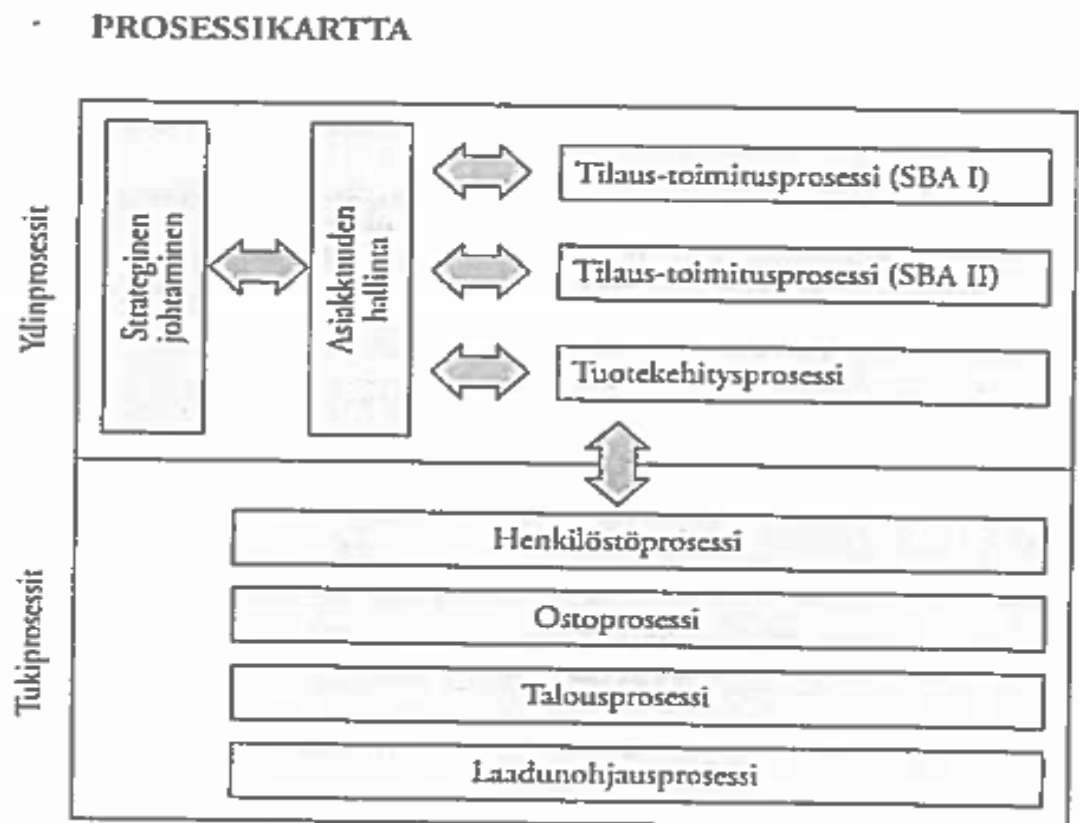 PROSESSIKARTTA
Ydinprosessit
Strateginen
johtaminen
Asiakkuuden
hallinta
Tilaus-toimitusprosessi (SBA I)
Tilaus-toimitusprosessi (SBA II)
Tuotekehitysprosessi
Tukiprosessit
Henkilöstöprosessi
Ostoprosessi
Talousprosessi
Laadunohjausprosessi